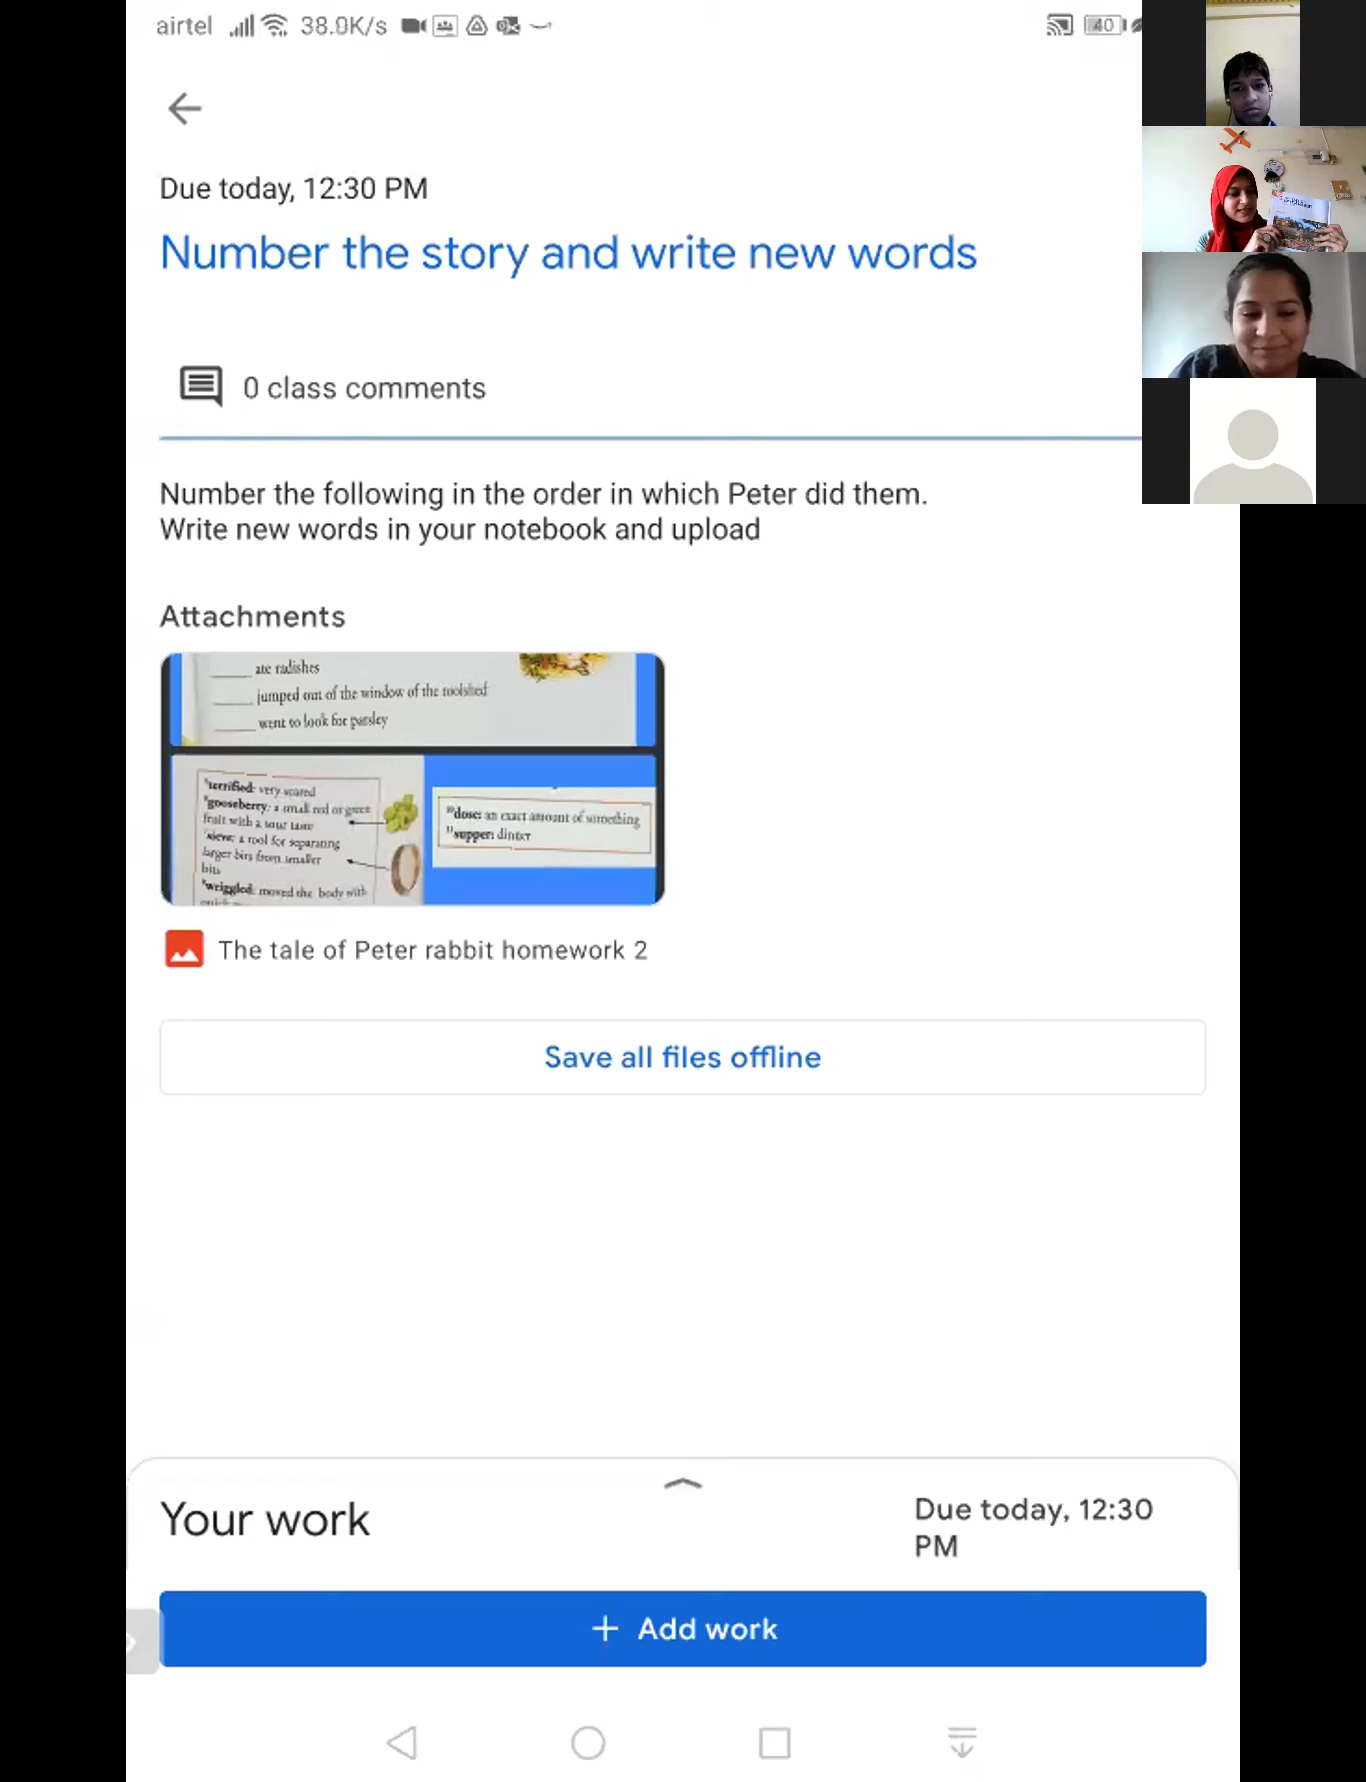 airtel 38.0K/s 40
Due today, 12:30 PM
Number the story and write new words
0 class comments
Number the following in the order in which Peter did them.
Write new words in your notebook and upload
Attachments
ate radishes
jumped out of the window of the toolshed
went to look for parsley
terrified: very scared
gooseberry: a small red or green
fruit with a sour taste
sieve: a tool for separating
larger bits from smaller
bits
wriggled: moved the body with
dose: an exact amount of something
supper: dinner
The tale of Peter rabbit homework 2
Save all files offline
Your work
Due today, 12:30
PM
+ Add work